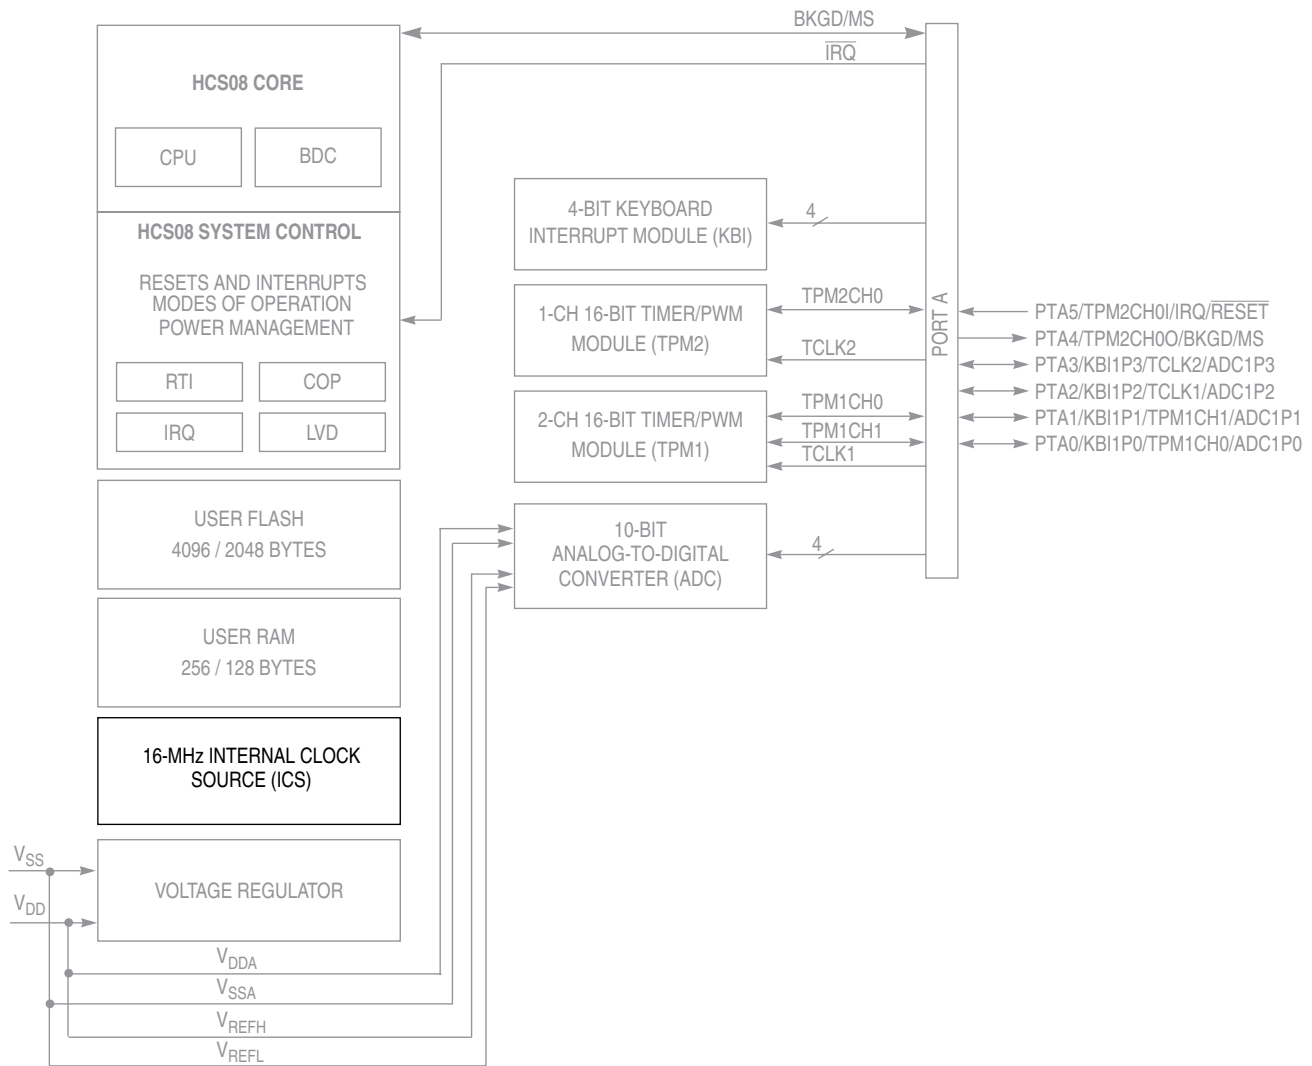 BKGD/MS
IRQ
HCS08 CORE
CPU
BDC
HCS08 SYSTEM CONTROL
RESETS AND INTERRUPTS
MODES OF OPERATION
POWER MANAGEMENT
RTI
COP
IRQ
LVD
USER FLASH
4096 / 2048 BYTES
USER RAM
256 / 128 BYTES
16-MHz INTERNAL CLOCK
SOURCE (ICS)
VSS
VDD
VOLTAGE REGULATOR
VDDA
VSSA
VREFH
VREFL
4-BIT KEYBOARD
INTERRUPT MODULE (KBI)
4
1-CH 16-BIT TIMER/PWM
MODULE (TPM2)
TPM2CH0
TCLK2
2-CH 16-BIT TIMER/PWM
MODULE (TPM1)
TPM1CH0
TPM1CH1
TCLK1
10-BIT
ANALOG-TO-DIGITAL
CONVERTER (ADC)
4
PORT A
PTA5/TPM2CH0I/IRQ/RESET
PTA4/TPM2CH0O/BKGD/MS
PTA3/KBI1P3/TCLK2/ADC1P3
PTA2/KBI1P2/TCLK1/ADC1P2
PTA1/KBI1P1/TPM1CH1/ADC1P1
PTA0/KBI1P0/TPM1CH0/ADC1P0